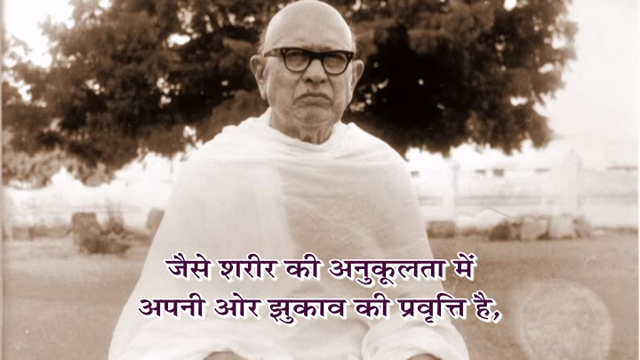 जैसे शरीर की अनुकूलता में
अपनी ओर झुकाव की प्रवृत्ति है,